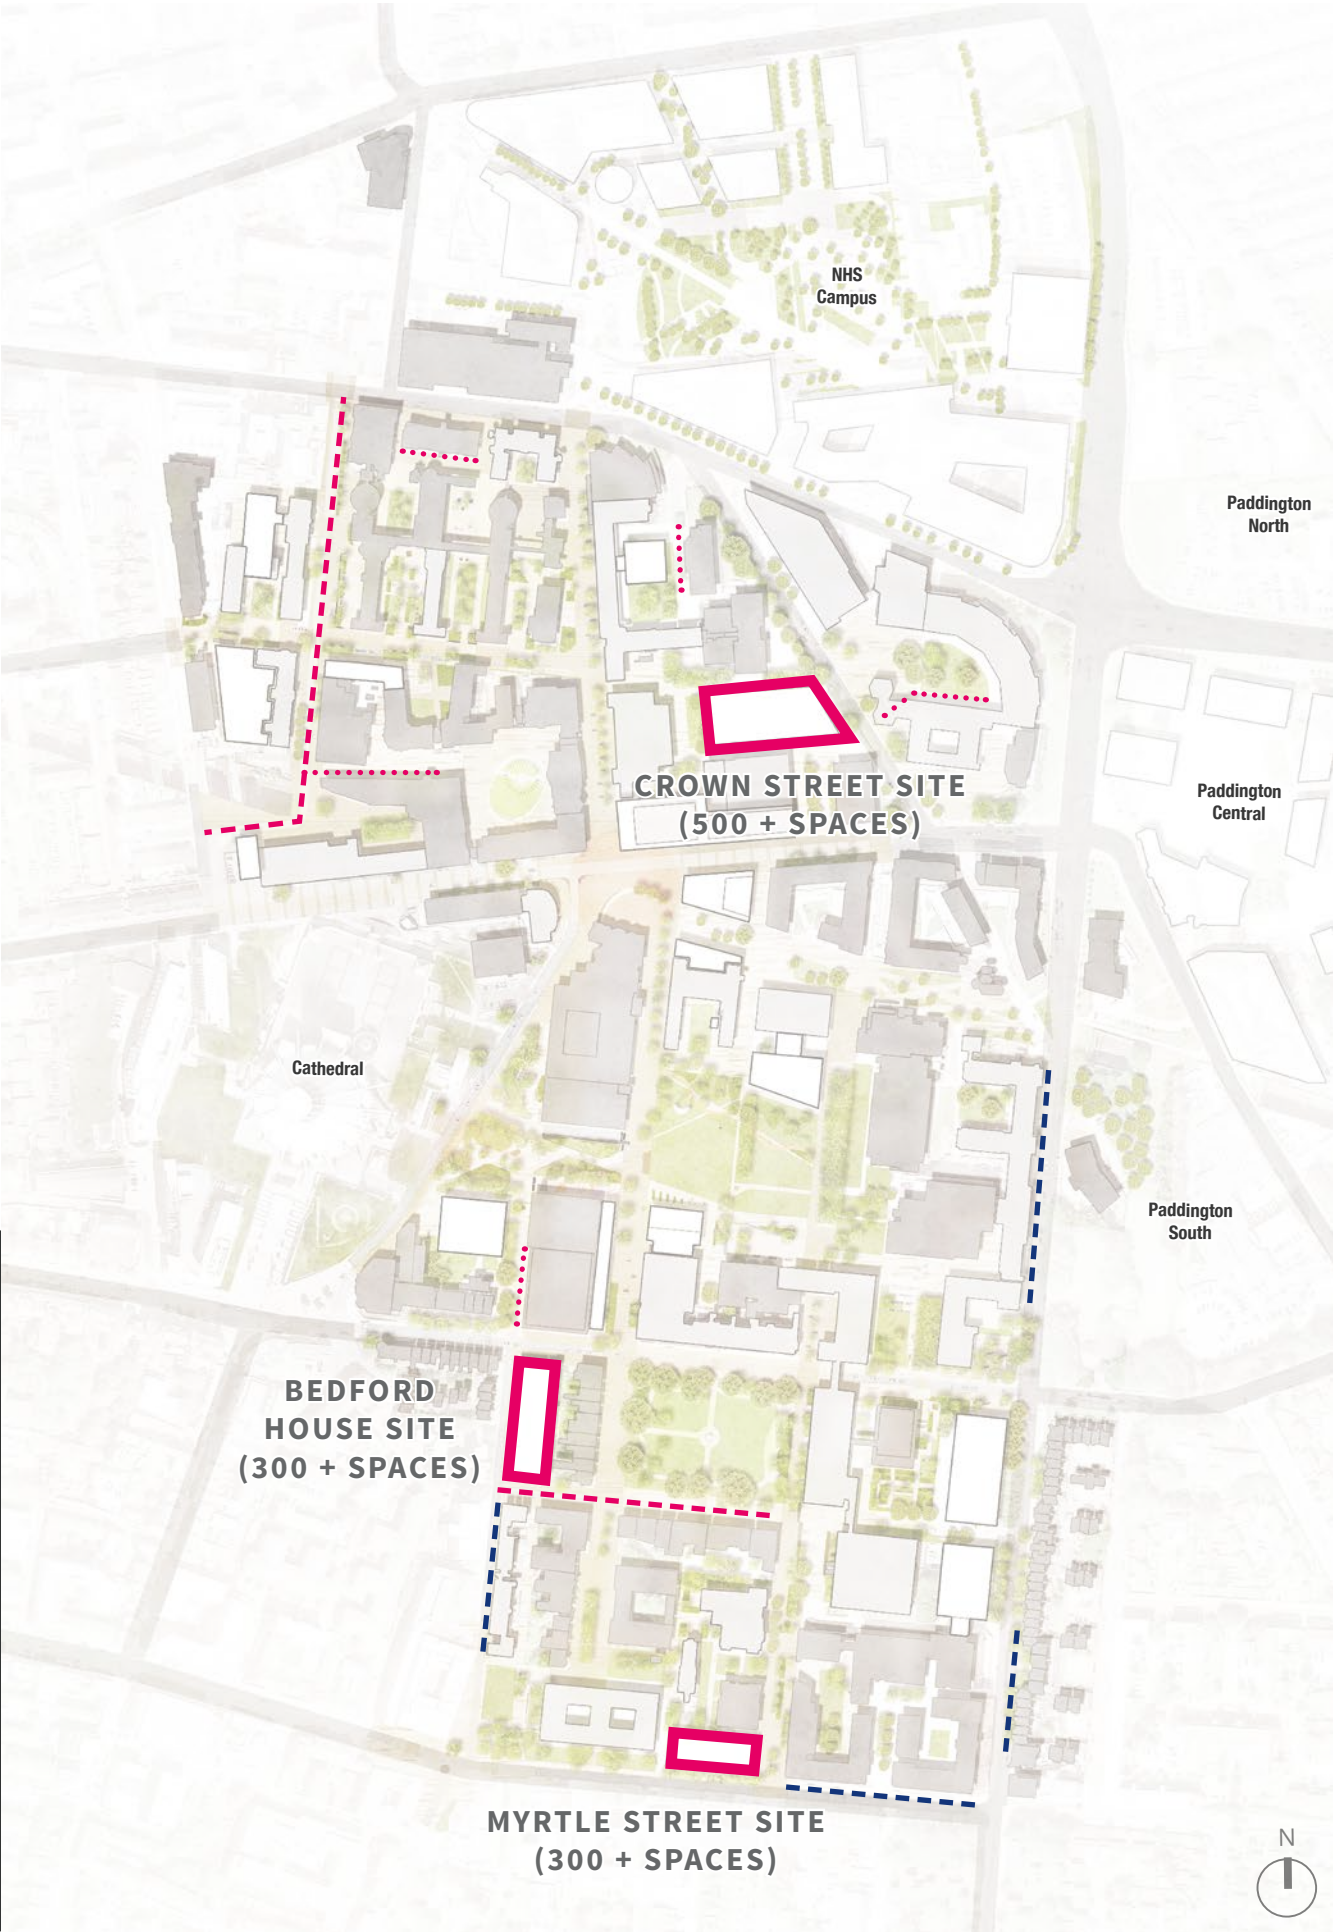 NHS
Campus
Paddington
North
CROWN STREET SITE
(500 + SPACES)
Paddington
Central
Cathedral
Paddington
South
BEDFORD
HOUSE SITE
(300 + SPACES)
MYRTLE STREET SITE
(300 + SPACES)
N